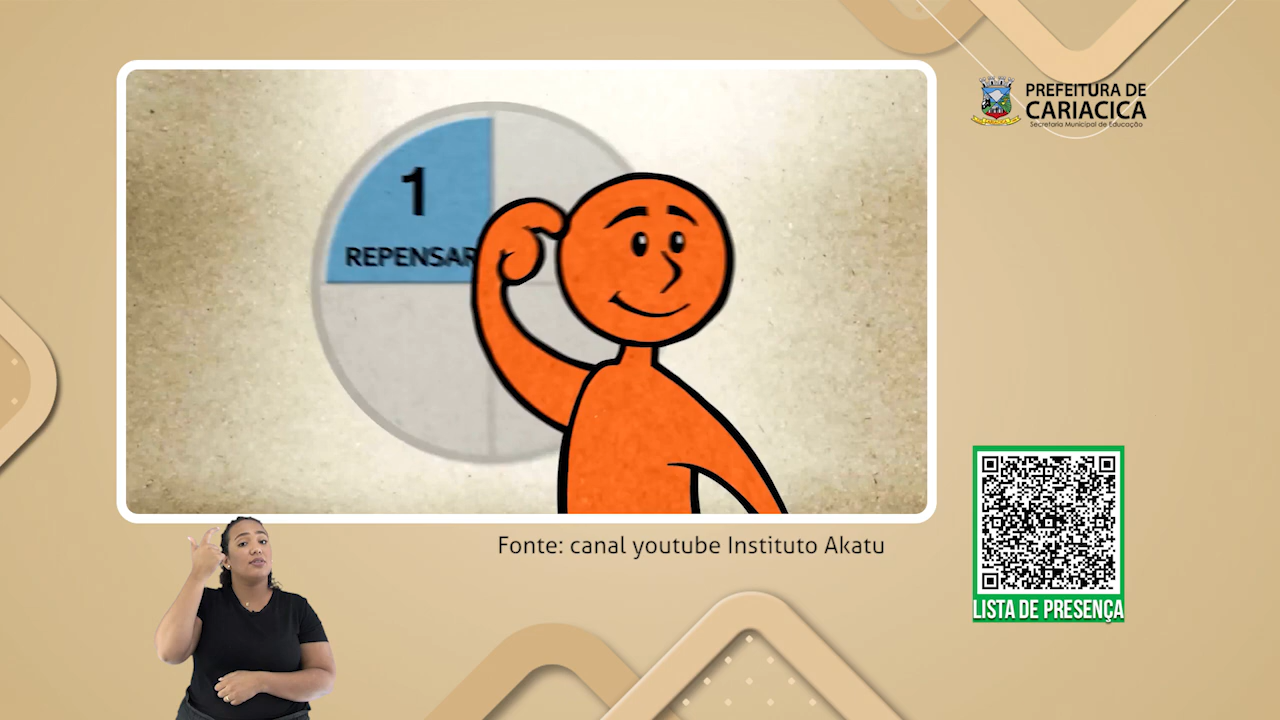 PREFEITURA DE
CARIACICA
Secretaria Municipal de Educação
1
REPENSAR
Fonte: canal youtube Instituto Akatu
LISTA DE PRESENÇA